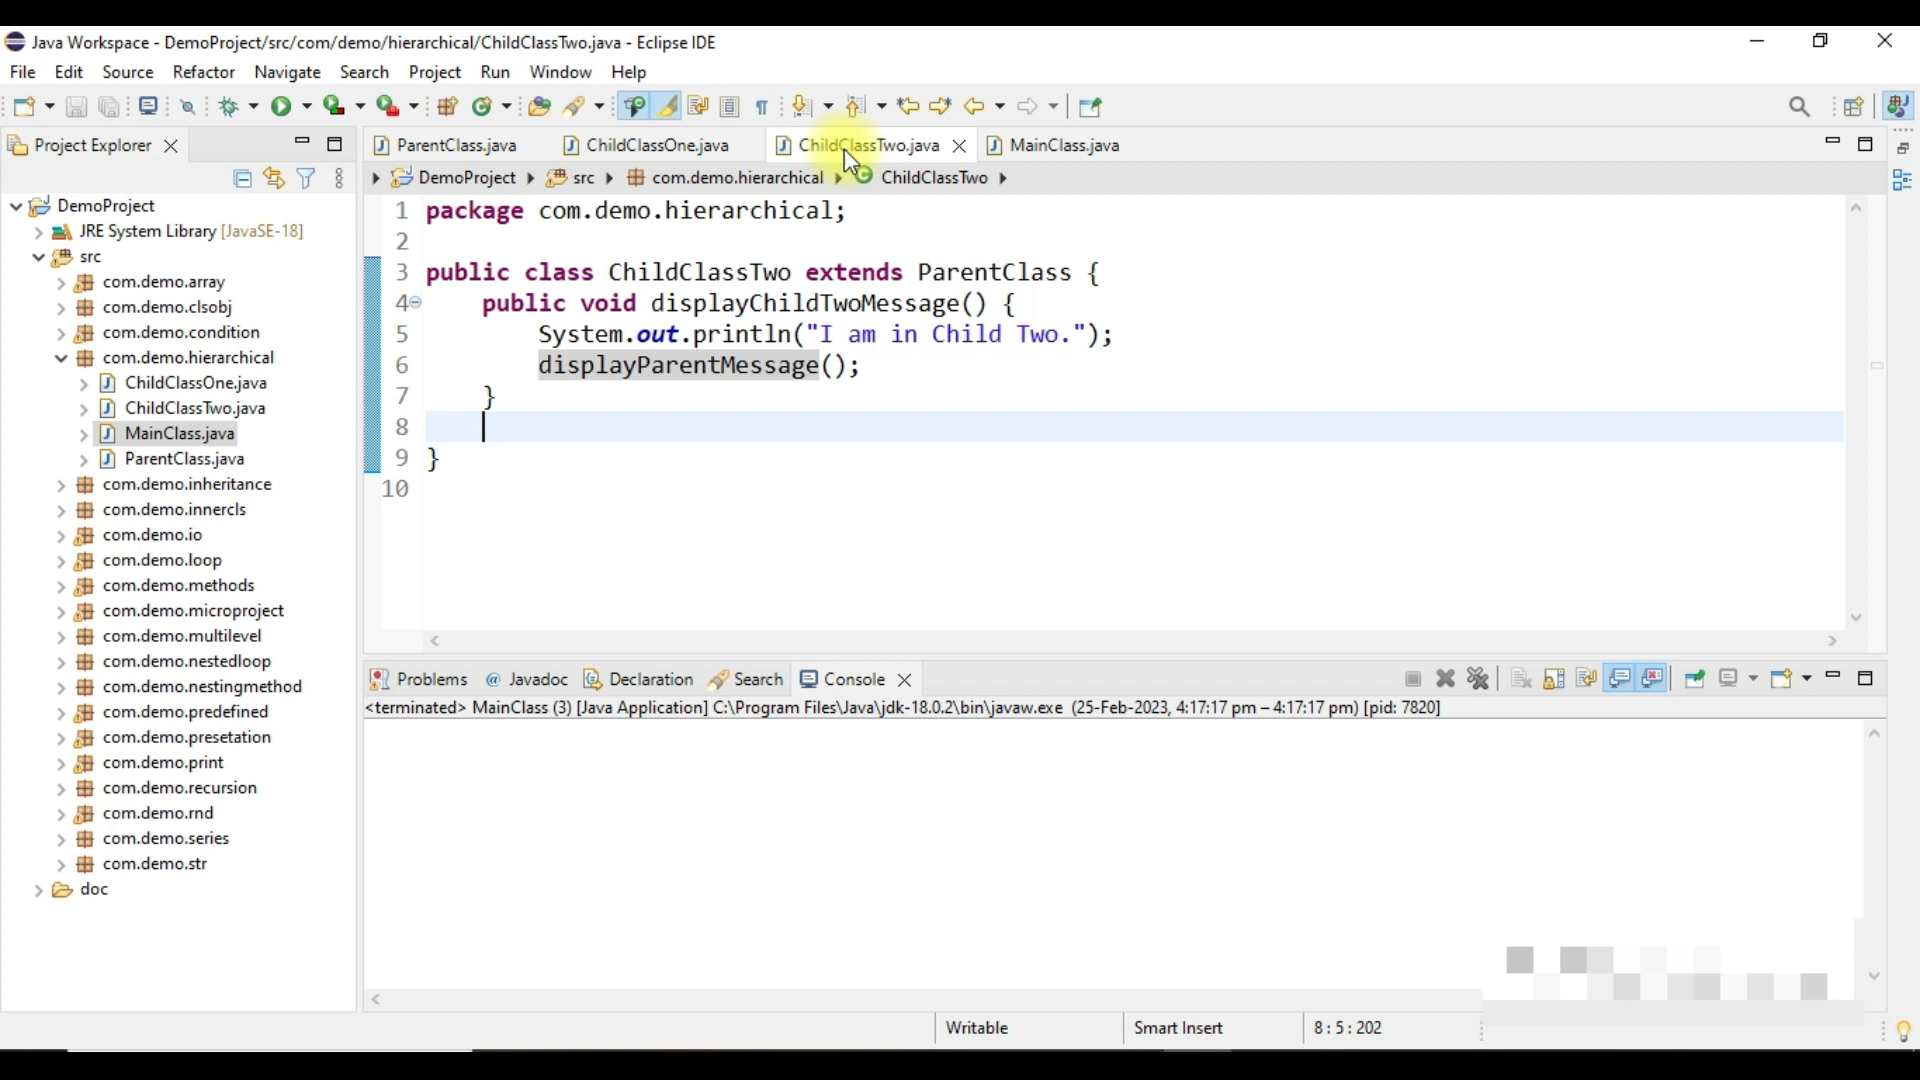 Java Workspace - DemoProject/src/com/demo/hierarchical/ChildClassTwo.java - Eclipse IDE
File Edit Source Refactor Navigate Search Project Run Window Help
Project Explorer
DemoProject
JRE System Library [JavaSE-18]
src
com.demo.array
com.demo.clsobj
com.demo.condition
com.demo.hierarchical
ChildClassOne.java
ChildClassTwo.java
MainClass.java
ParentClass.java
com.demo.inheritance
com.demo.innercls
com.demo.io
com.demo.loop
com.demo.methods
com.demo.microproject
com.demo.multilevel
com.demo.nestedloop
com.demo.nestingmethod
com.demo.predefined
com.demo.presetation
com.demo.print
com.demo.recursion
com.demo.rnd
com.demo.series
com.demo.str
doc
ParentClass.java ChildClassOne.java ChildClassTwo.java MainClass.java
DemoProject src com.demo.hierarchical ChildClassTwo
1 package com.demo.hierarchical;
2
3 public class ChildClassTwo extends ParentClass {
4 public void displayChildTwoMessage() {
5 System.out.println("I am in Child Two.");
6 displayParentMessage();
7 }
8
9 }
10
Problems @ Javadoc Declaration Search Console
<terminated> MainClass (3) [Java Application] C:\Program Files\Java\jdk-18.0.2\bin\javaw.exe (25-Feb-2023, 4:17:17 pm – 4:17:17 pm) [pid: 7820]
Writable Smart Insert 8 : 5 : 202